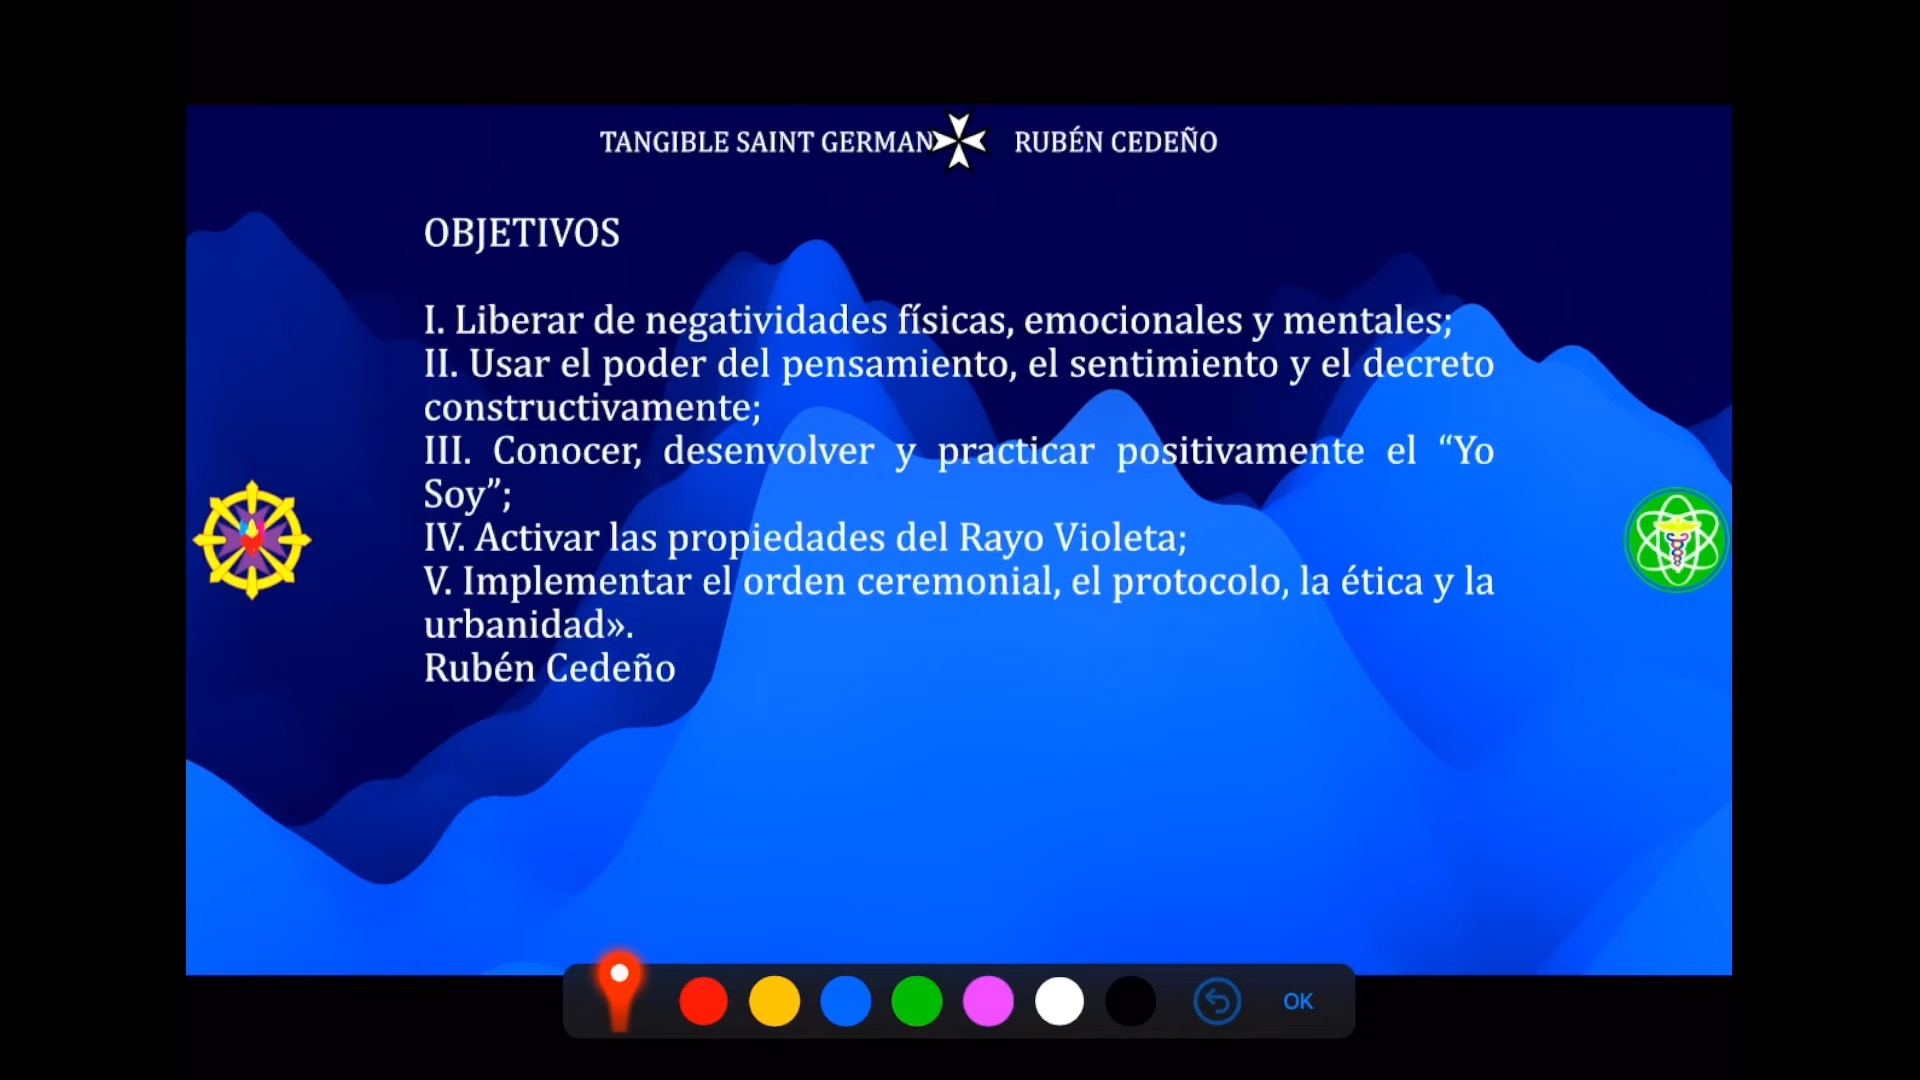 TANGIBLE SAINT GERMAN RUBÉN CEDEÑO
OBJETIVOS
I. Liberar de negatividades físicas, emocionales y mentales;
II. Usar el poder del pensamiento, el sentimiento y el decreto
constructivamente;
III. Conocer, desenvolver y practicar positivamente el “Yo
Soy”;
IV. Activar las propiedades del Rayo Violeta;
V. Implementar el orden ceremonial, el protocolo, la ética y la
urbanidad».
Rubén Cedeño
OK